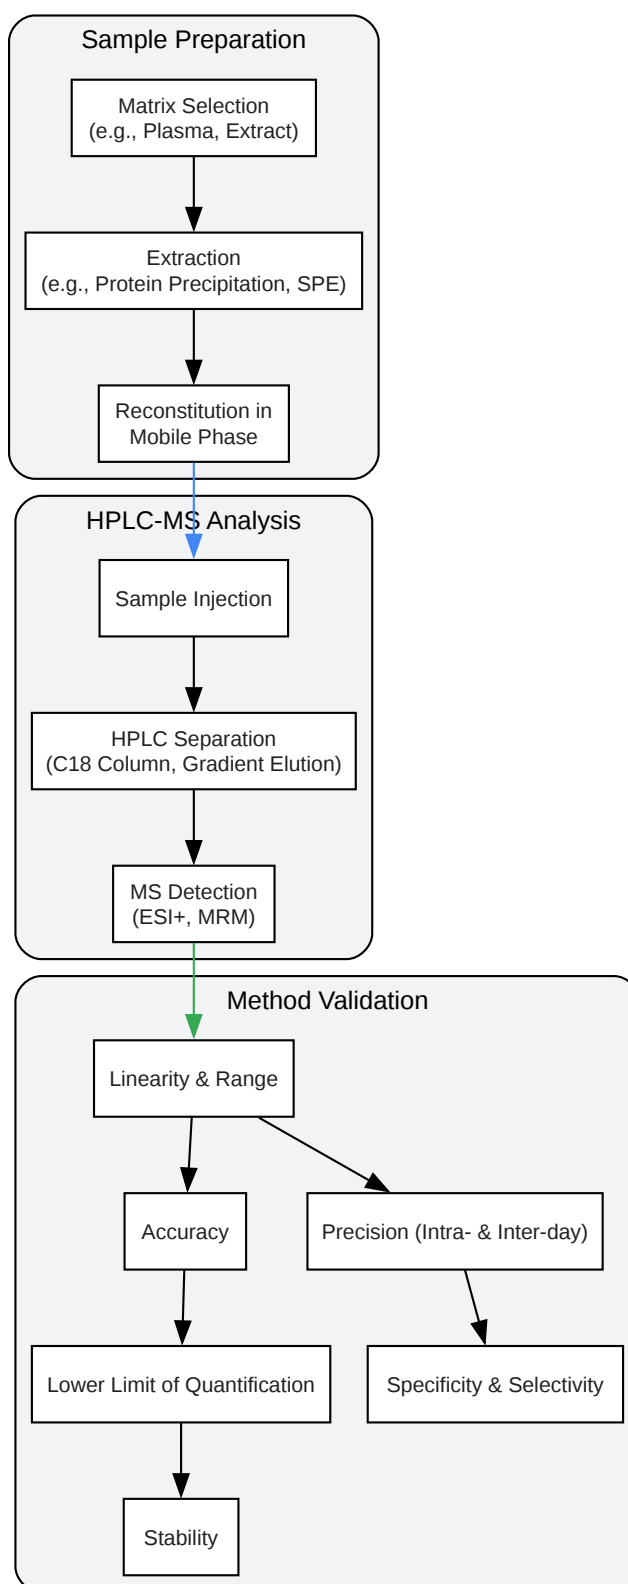 Sample Preparation
Matrix Selection
(e.g., Plasma, Extract)
Extraction
(e.g., Protein Precipitation, SPE)
Reconstitution in
Mobile Phase
HPLC-MS Analysis
Sample Injection
HPLC Separation
(C18 Column, Gradient Elution)
MS Detection
(ESI+, MRM)
Method Validation
Linearity & Range
Accuracy
Precision (Intra- & Inter-day)
Lower Limit of Quantification
Specificity & Selectivity
Stability